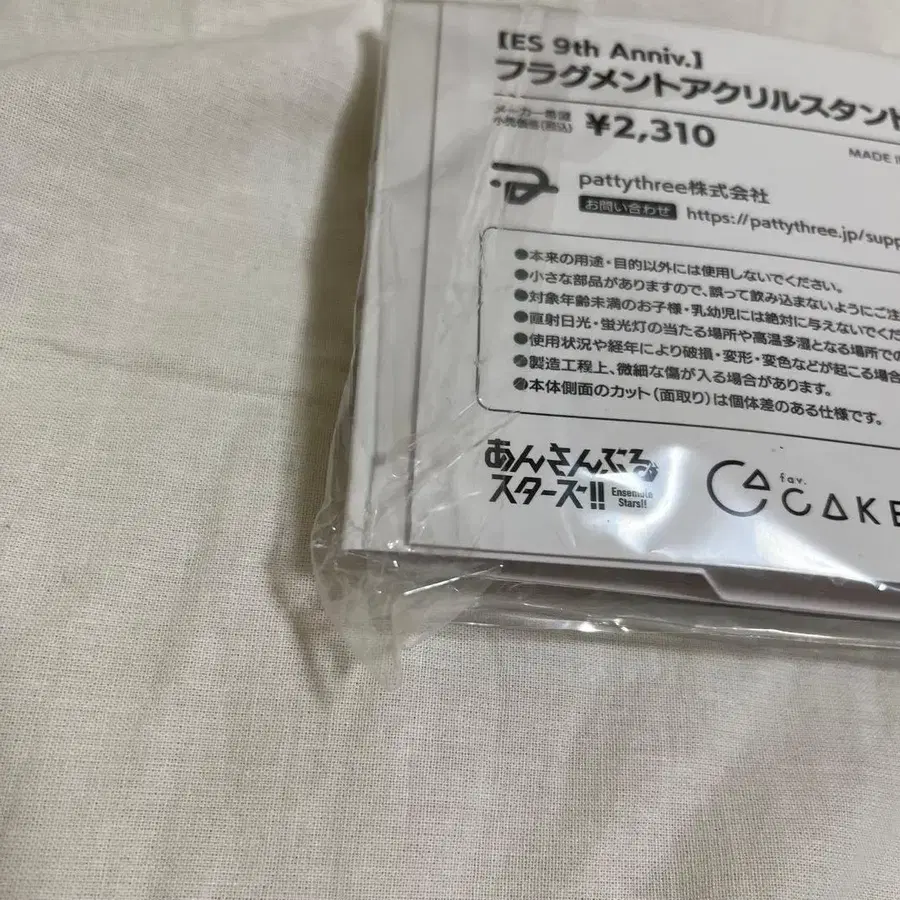 【ES 9th Anniv.】
フラグメントアクリルスタンド
メーカー希望
小売価格(税込)
¥2,310
MADE I
pattythree株式会社
お問い合わせ https://pattythree.jp/supp
●本来の用途・目的以外には使用しないでください。
●小さな部品がありますので、誤って飲み込まないようにご注
●対象年齢未満のお子様・乳幼児には絶対に与えないでくだ
●直射日光・蛍光灯の当たる場所や高温多湿となる場所での
●使用状況や経年により破損・変形・変色などが起こる場合
●製造工程上、微細な傷が入る場合があります。
●本体側面のカット(面取り)は個体差のある仕様です。
あんさんぶる
スターズ!!
Ensemble
Stars!!
fav.
CAKE